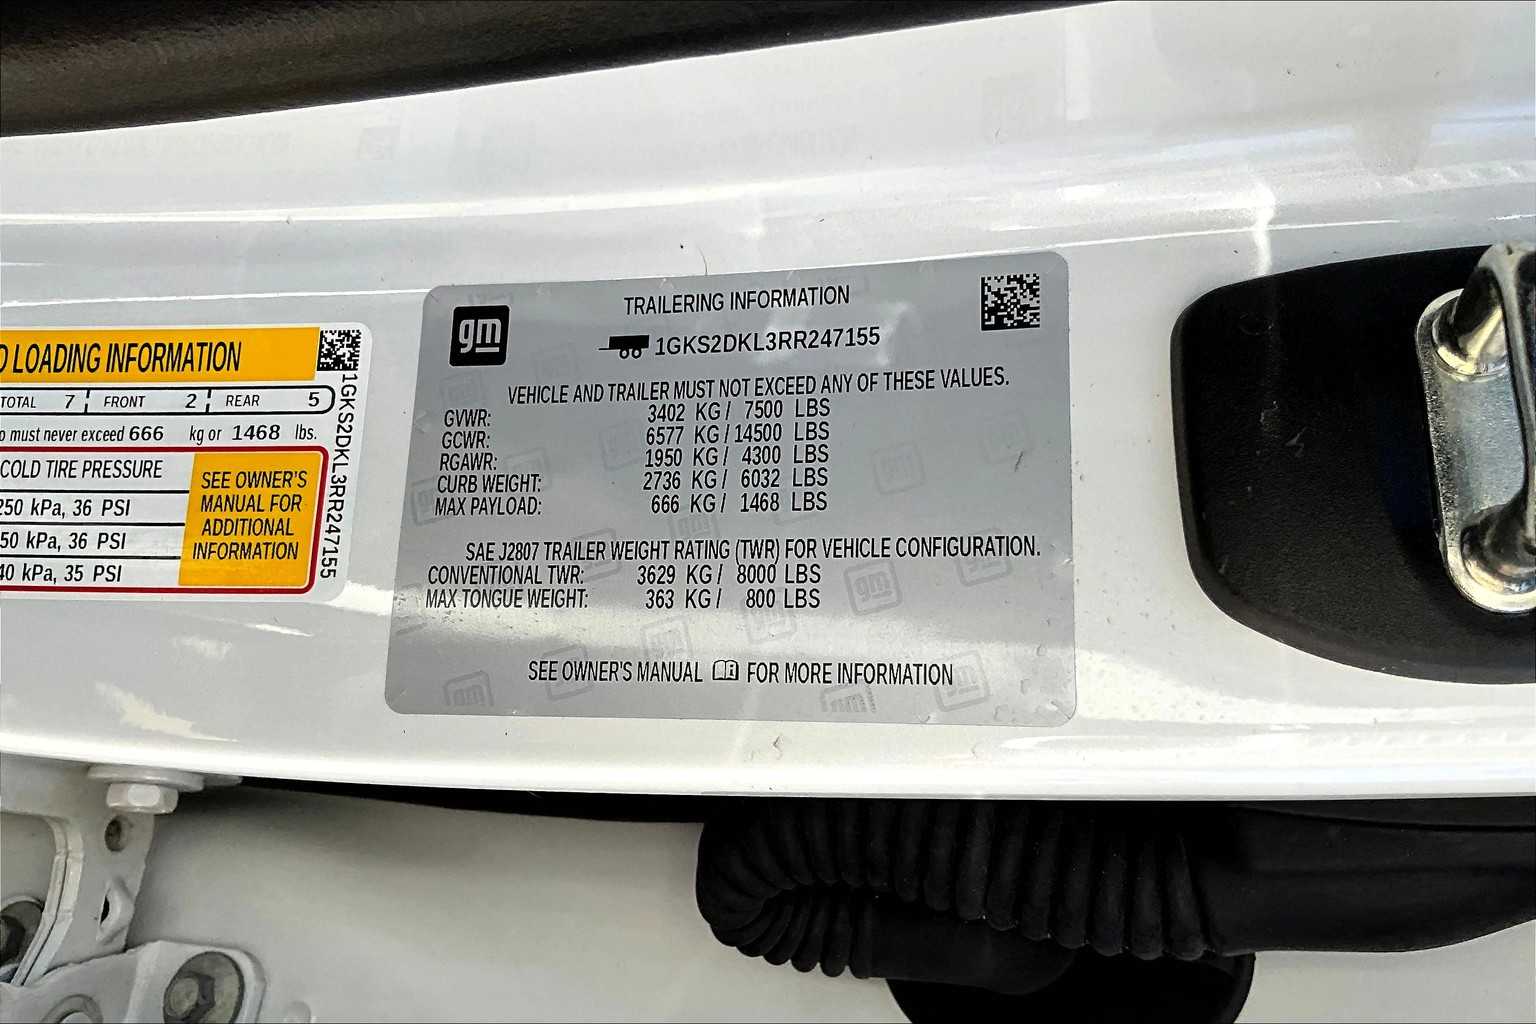 LOADING INFORMATION
TOTAL 7 FRONT 2 REAR 5
must never exceed 666 kg or 1468 lbs.
COLD TIRE PRESSURE
250 kPa, 36 PSI
50 kPa, 36 PSI
40 kPa, 35 PSI
SEE OWNER'S
MANUAL FOR
ADDITIONAL
INFORMATION
1GKS2DKL3RR247155
gm
TRAILERING INFORMATION
1GKS2DKL3RR247155
VEHICLE AND TRAILER MUST NOT EXCEED ANY OF THESE VALUES.
GVWR: 3402 KG / 7500 LBS
GCWR: 6577 KG / 14500 LBS
RGAWR: 1950 KG / 4300 LBS
CURB WEIGHT: 2736 KG / 6032 LBS
MAX PAYLOAD: 666 KG / 1468 LBS
SAE J2807 TRAILER WEIGHT RATING (TWR) FOR VEHICLE CONFIGURATION.
CONVENTIONAL TWR: 3629 KG / 8000 LBS
MAX TONGUE WEIGHT: 363 KG / 800 LBS
SEE OWNER'S MANUAL FOR MORE INFORMATION